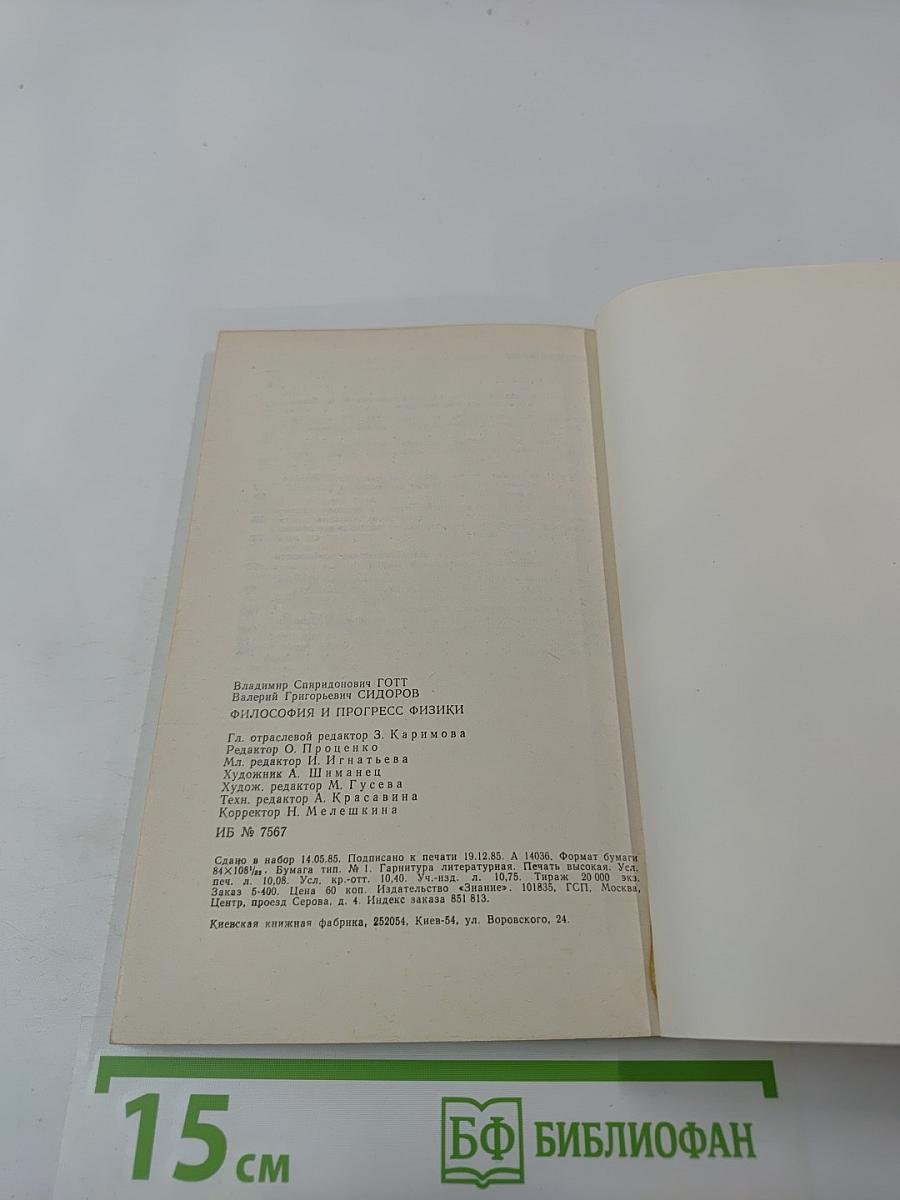 Владимир Спиридонович ГОТТ
Валерий Григорьевич СИДОРОВ
ФИЛОСОФИЯ И ПРОГРЕСС ФИЗИКИ
Гл. отраслевой редактор З. Каримова
Редактор О. Проценко
Мл. редактор И. Игнатьева
Художник А. Шиманец
Худож. редактор М. Гусева
Техн. редактор А. Красавина
Корректор Н. Мелешкина
ИБ № 7567
Сдано в набор 14.05.85. Подписано к печати 19.12.85. А 14036. Формат бумаги
84×108¹/₃₂. Бумага тип. № 1. Гарнитура литературная. Печать высокая. Усл.
печ. л. 10,08. Усл. кр.-отт. 10,40. Уч.-изд. л. 10,75. Тираж 20 000 экз.
Заказ 5-400. Цена 60 коп. Издательство «Знание». 101835, ГСП, Москва,
Центр, проезд Серова, д. 4. Индекс заказа 851 813.
Киевская книжная фабрика, 252054, Киев-54, ул. Воровского, 24.
15 см
БФ БИБЛИОФАН